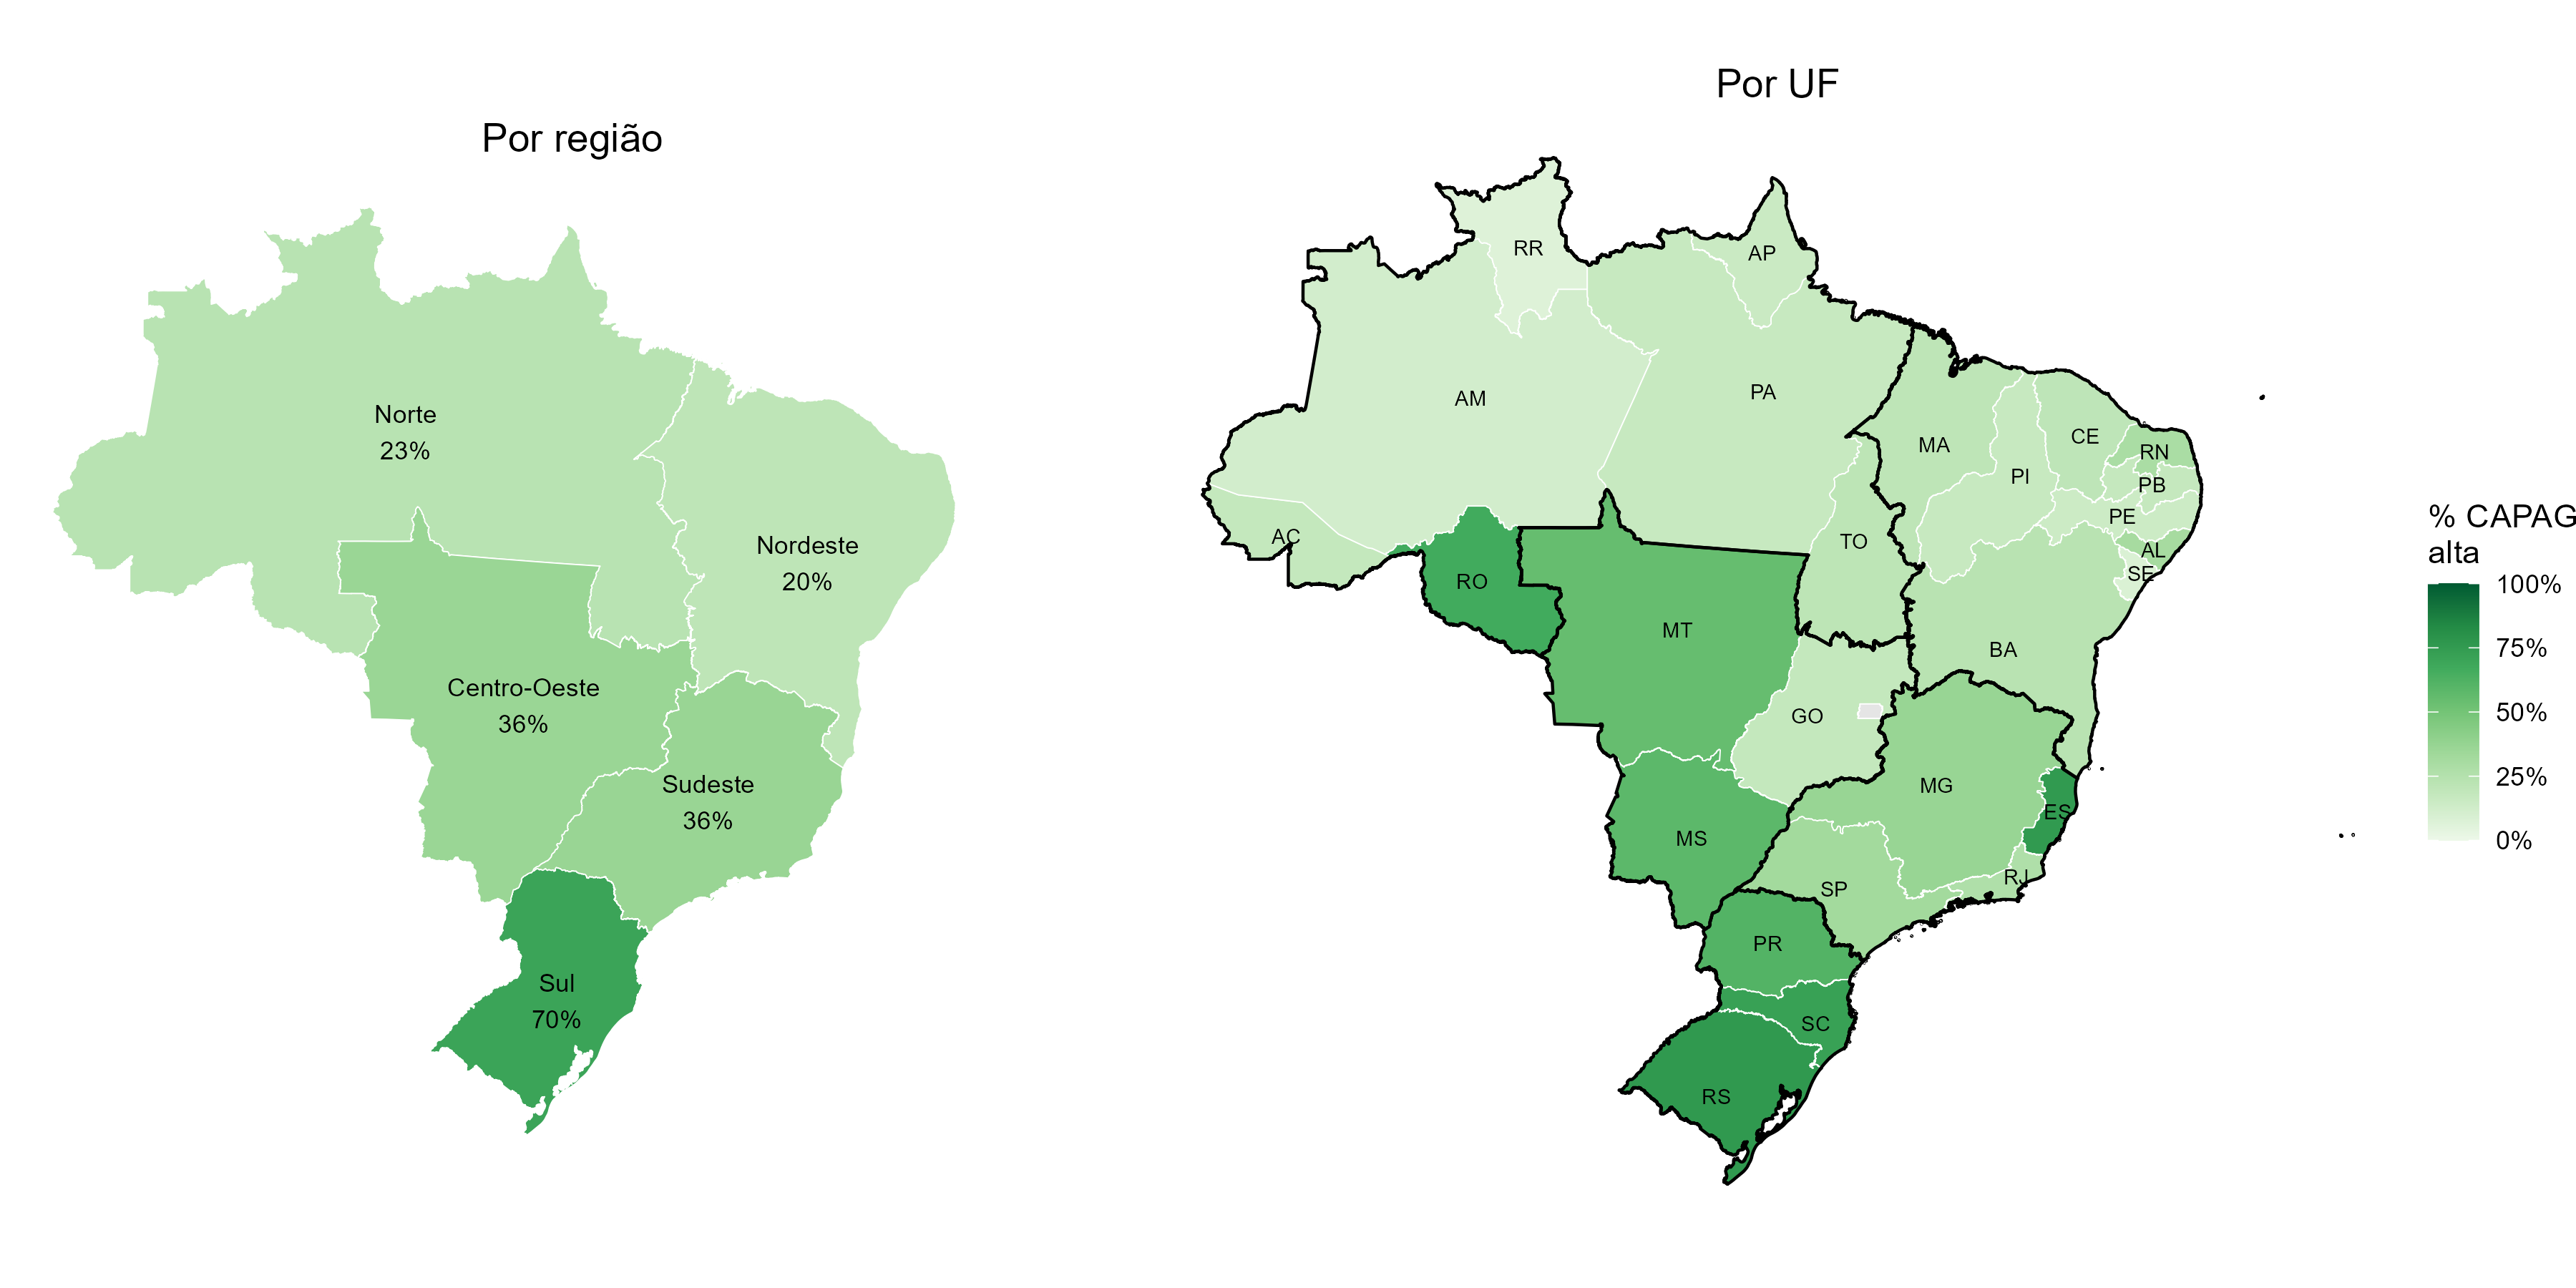 Por região
Norte
23%
Nordeste
20%
Centro-Oeste
36%
Sudeste
36%
Sul
70%
Por UF
RR
AP
AM
PA
MA
CE
RN
PI
PB
PE
AC
TO
AL
RO
SE
MT
BA
GO
MG
ES
MS
RJ
SP
PR
SC
RS
% CAPAG
alta
100%
75%
50%
25%
0%